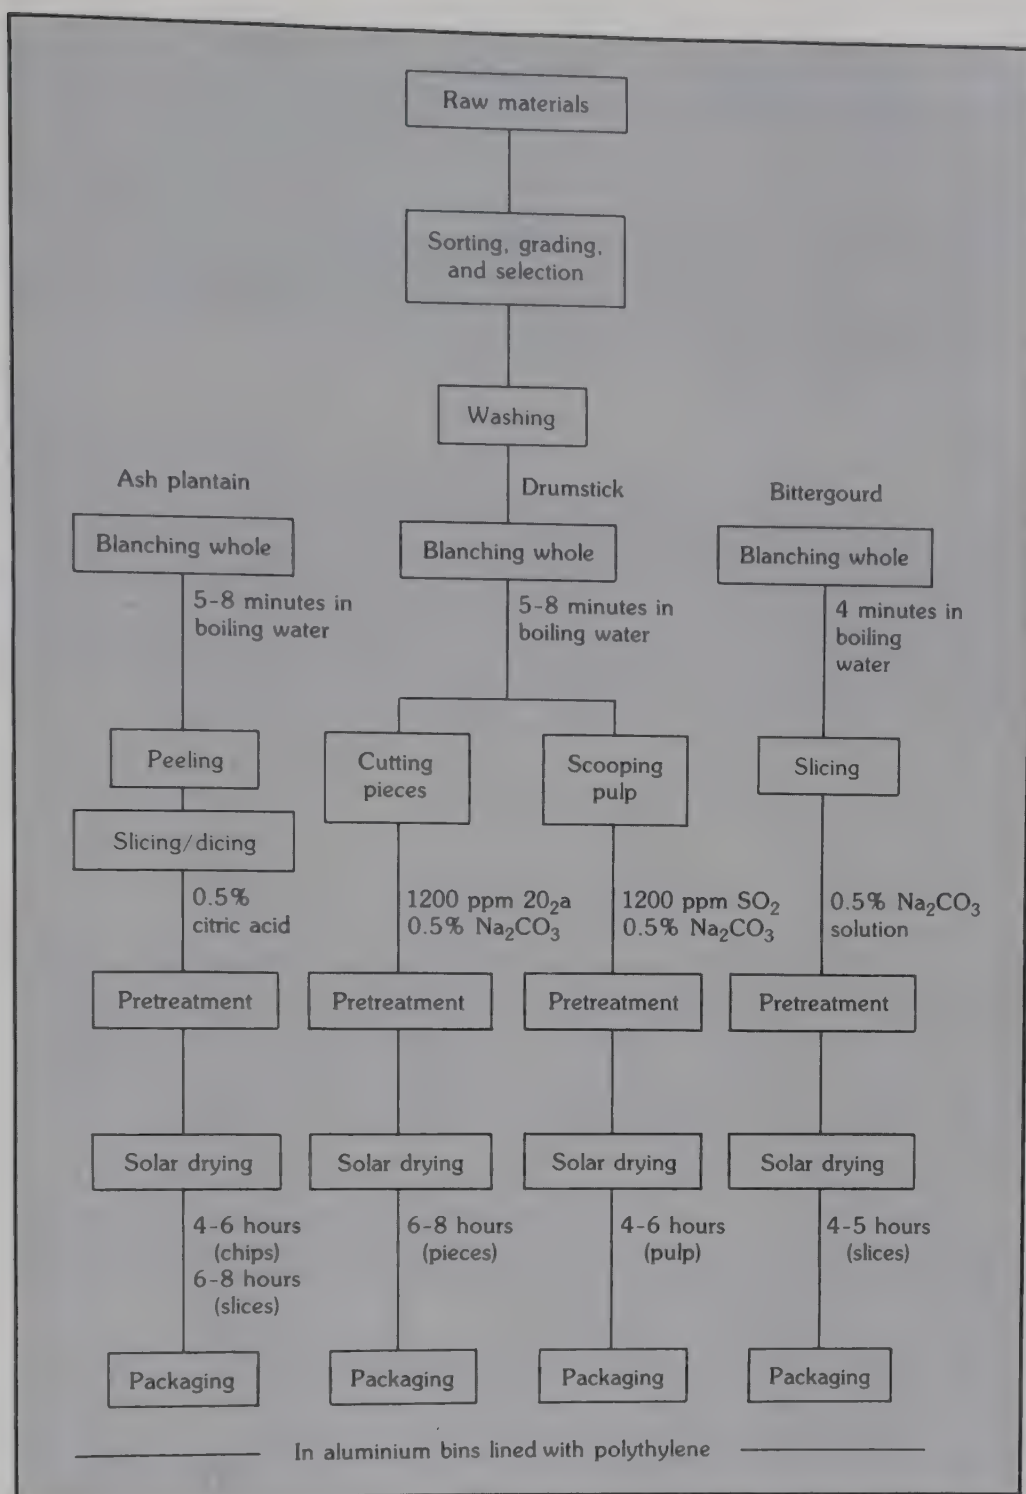 Raw materials
Sorting, grading,
and selection
Washing
Ash plantain
Drumstick
Bittergourd
Blanching whole
Blanching whole
Blanching whole
5-8 minutes in
boiling water
5-8 minutes in
boiling water
4 minutes in
boiling
water
Peeling
Cutting
pieces
Scooping
pulp
Slicing
Slicing/dicing
0.5%
citric acid
1200 ppm 2O₂a
0.5% Na₂CO₃
1200 ppm SO₂
0.5% Na₂CO₃
0.5% Na₂CO₃
solution
Pretreatment
Pretreatment
Pretreatment
Pretreatment
Solar drying
Solar drying
Solar drying
Solar drying
4-6 hours
(chips)
6-8 hours
(slices)
6-8 hours
(pieces)
4-6 hours
(pulp)
4-5 hours
(slices)
Packaging
Packaging
Packaging
Packaging
In aluminium bins lined with polythylene